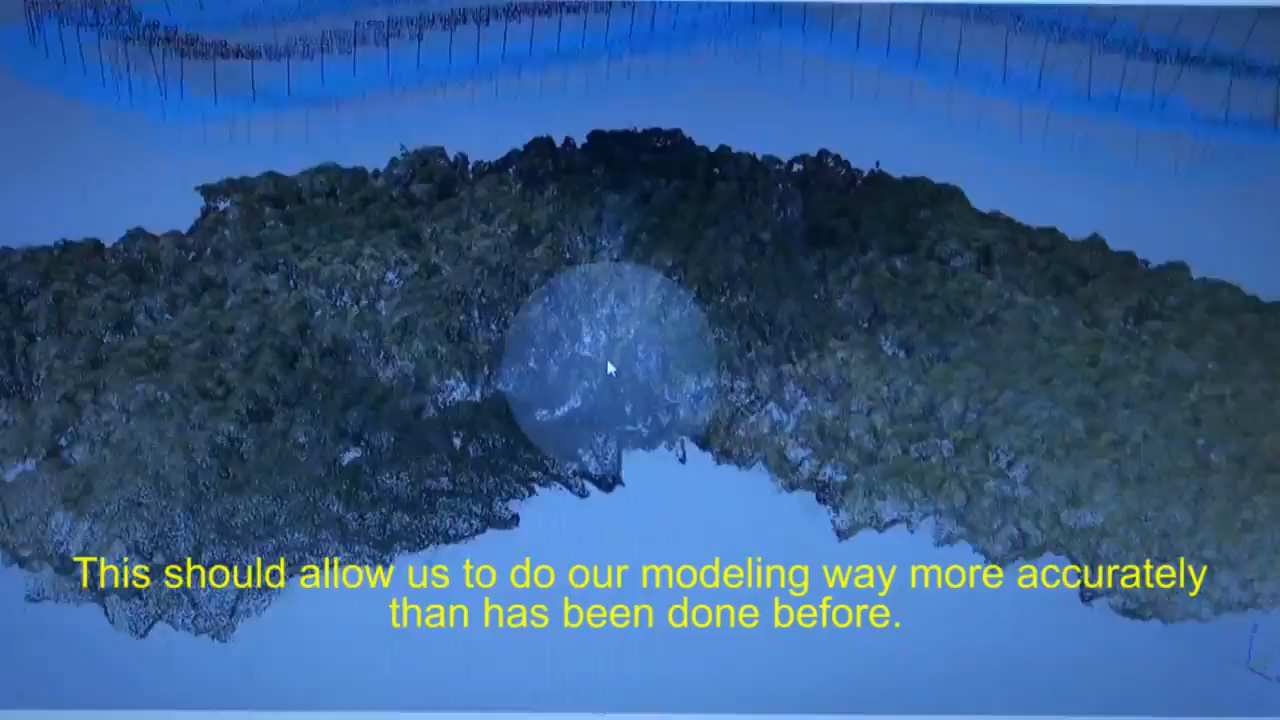 This should allow us to do our modeling way more accurately
than has been done before.